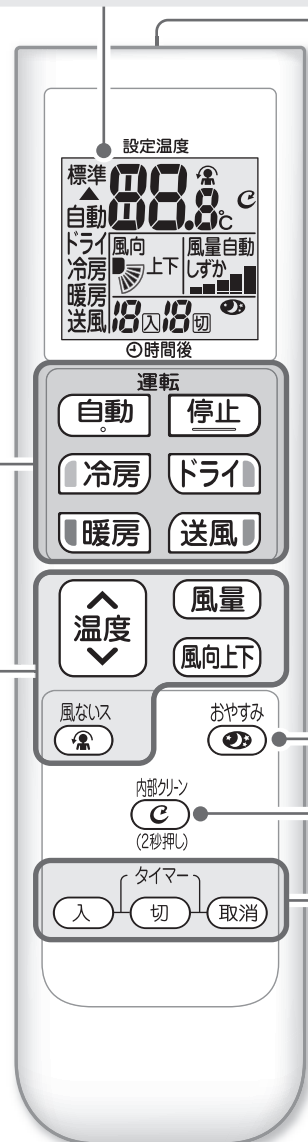 設定温度
標準 88.8℃
自動
ドライ 風向 風量自動
冷房 上下 しずか
暖房
送風 18入 18切
時間後
運転
自動 停止
冷房 ドライ
暖房 送風
温度 風量
風向上下
風ないス おやすみ
内部クリーン
(2秒押し)
タイマー
入 切 取消